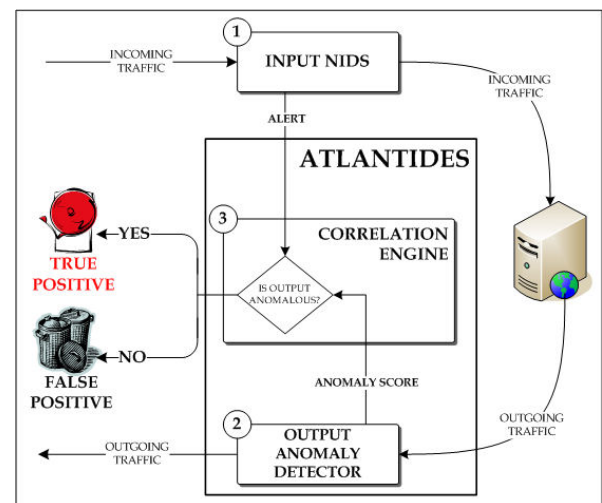 1
INCOMING
TRAFFIC
INPUT NIDS
INCOMING
TRAFFIC
ALERT
ATLANTIDES
3
CORRELATION
ENGINE
YES
TRUE
POSITIVE
IS OUTPUT
ANOMALOUS?
NO
FALSE
POSITIVE
ANOMALY SCORE
2
OUTPUT
ANOMALY
DETECTOR
OUTGOING
TRAFFIC
OUTGOING
TRAFFIC